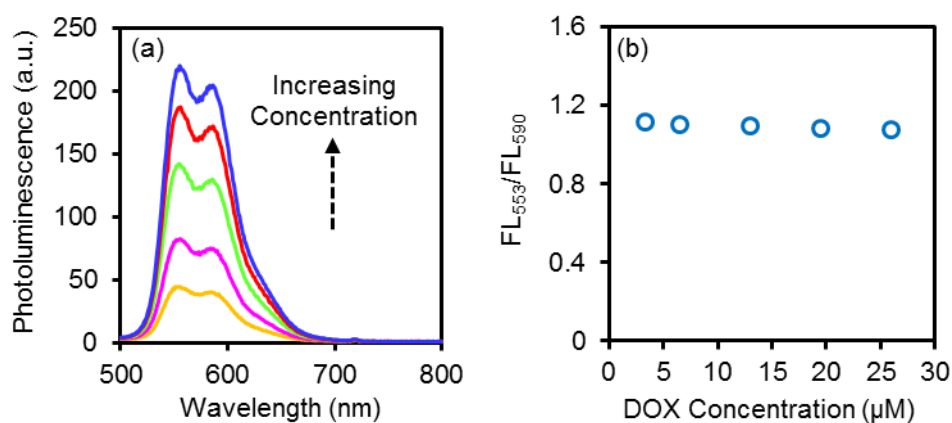 (a)
Increasing
Concentration
Photoluminescence (a.u.)
250
200
150
100
50
0
500
600
700
800
Wavelength (nm)
(b)
FL553/FL590
1.6
1.2
0.8
0.4
0
0
5
10
15
20
25
30
DOX Concentration (µM)